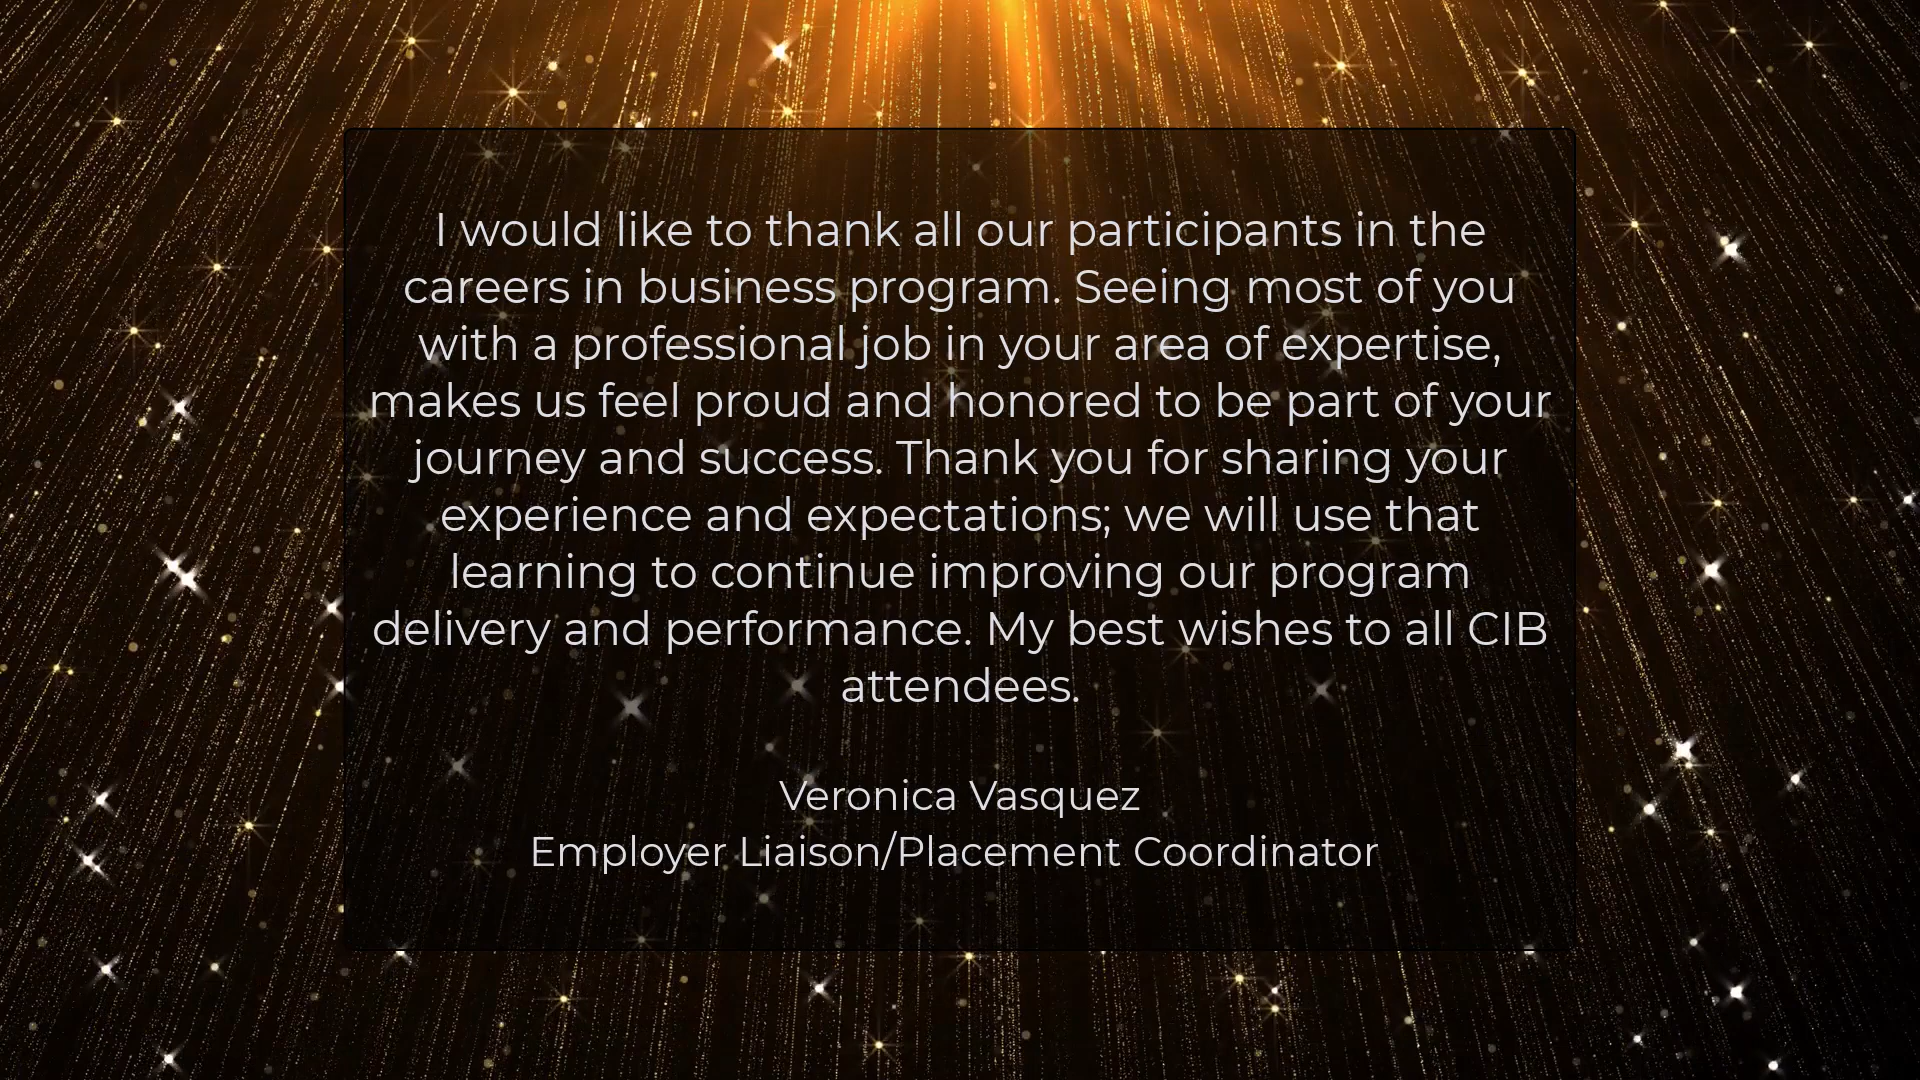 I would like to thank all our participants in the
careers in business program. Seeing most of you
with a professional job in your area of expertise,
makes us feel proud and honored to be part of your
journey and success. Thank you for sharing your
experience and expectations; we will use that
learning to continue improving our program
delivery and performance. My best wishes to all CIB
attendees.
Veronica Vasquez
Employer Liaison/Placement Coordinator